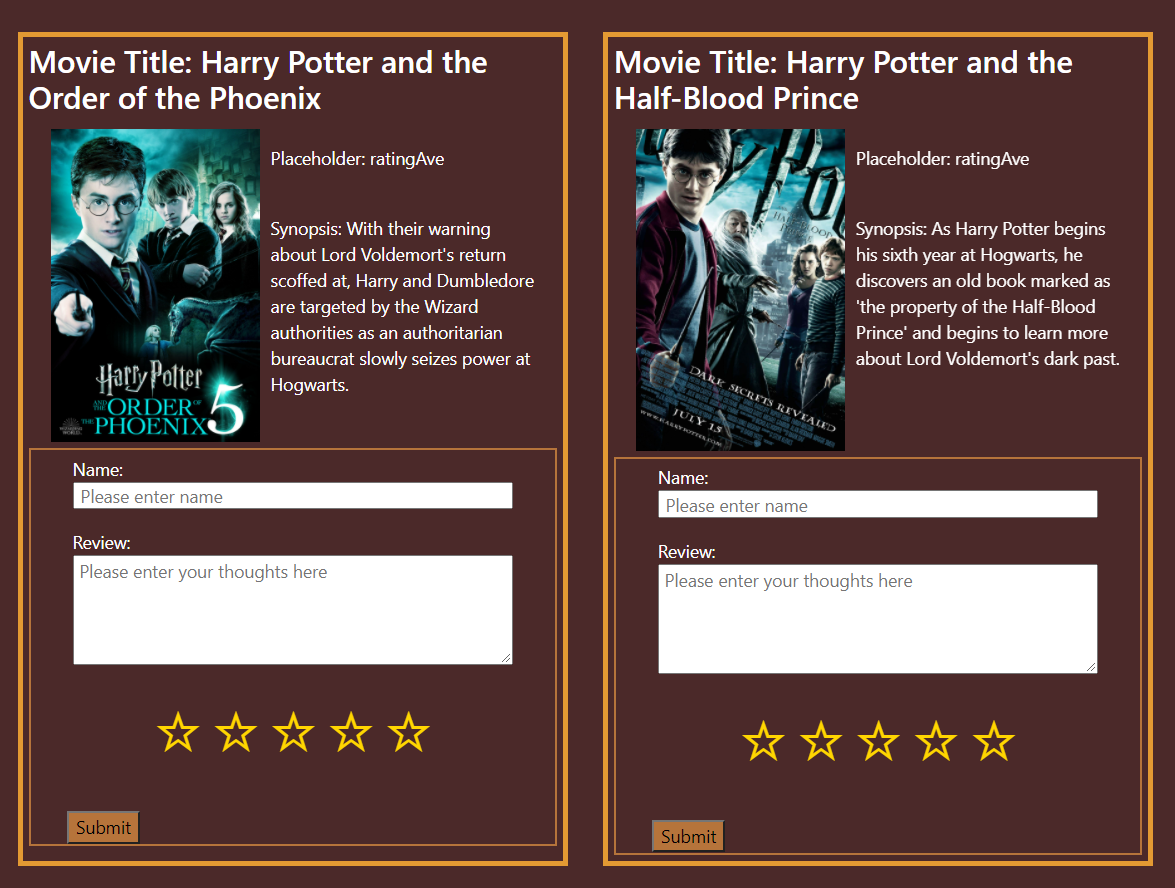 Movie Title: Harry Potter and the
Order of the Phoenix
Placeholder: ratingAve
Synopsis: With their warning
about Lord Voldemort's return
scoffed at, Harry and Dumbledore
are targeted by the Wizard
authorities as an authoritarian
bureaucrat slowly seizes power at
Hogwarts.
Harry Potter
AND THE
ORDER OF
THE PHOENIX
5
Name:
Please enter name
Review:
Please enter your thoughts here
Submit
Movie Title: Harry Potter and the
Half-Blood Prince
Placeholder: ratingAve
Synopsis: As Harry Potter begins
his sixth year at Hogwarts, he
discovers an old book marked as
'the property of the Half-Blood
Prince' and begins to learn more
about Lord Voldemort's dark past.
HALF-BLOOD
PRINCE
DARK SECRETS REVEALED
JULY 15
WWW.HARRYPOTTER.COM
Name:
Please enter name
Review:
Please enter your thoughts here
Submit